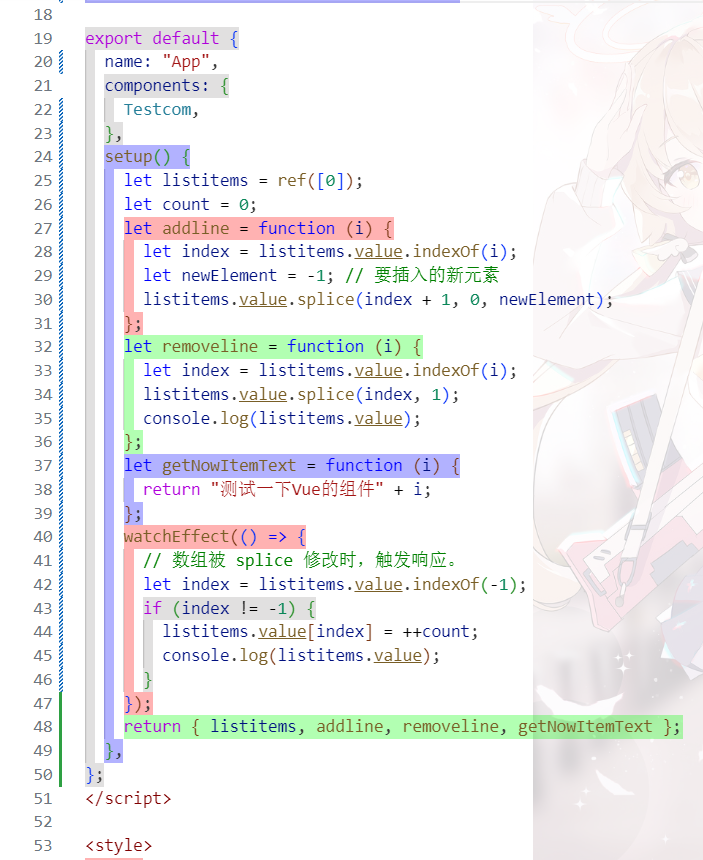 18
19 export default {
20   name: "App",
21   components: {
22     Testcom,
23   },
24   setup() {
25     let listitems = ref([0]);
26     let count = 0;
27     let addline = function (i) {
28       let index = listitems.value.indexOf(i);
29       let newElement = -1; // 要插入的新元素
30       listitems.value.splice(index + 1, 0, newElement);
31     };
32     let removeline = function (i) {
33       let index = listitems.value.indexOf(i);
34       listitems.value.splice(index, 1);
35       console.log(listitems.value);
36     };
37     let getNowItemText = function (i) {
38       return "测试一下Vue的组件" + i;
39     };
40     watchEffect(() => {
41       // 数组被 splice 修改时，触发响应。
42       let index = listitems.value.indexOf(-1);
43       if (index != -1) {
44         listitems.value[index] = ++count;
45         console.log(listitems.value);
46       }
47     });
48     return { listitems, addline, removeline, getNowItemText };
49   },
50 };
51 </script>
52
53 <style>